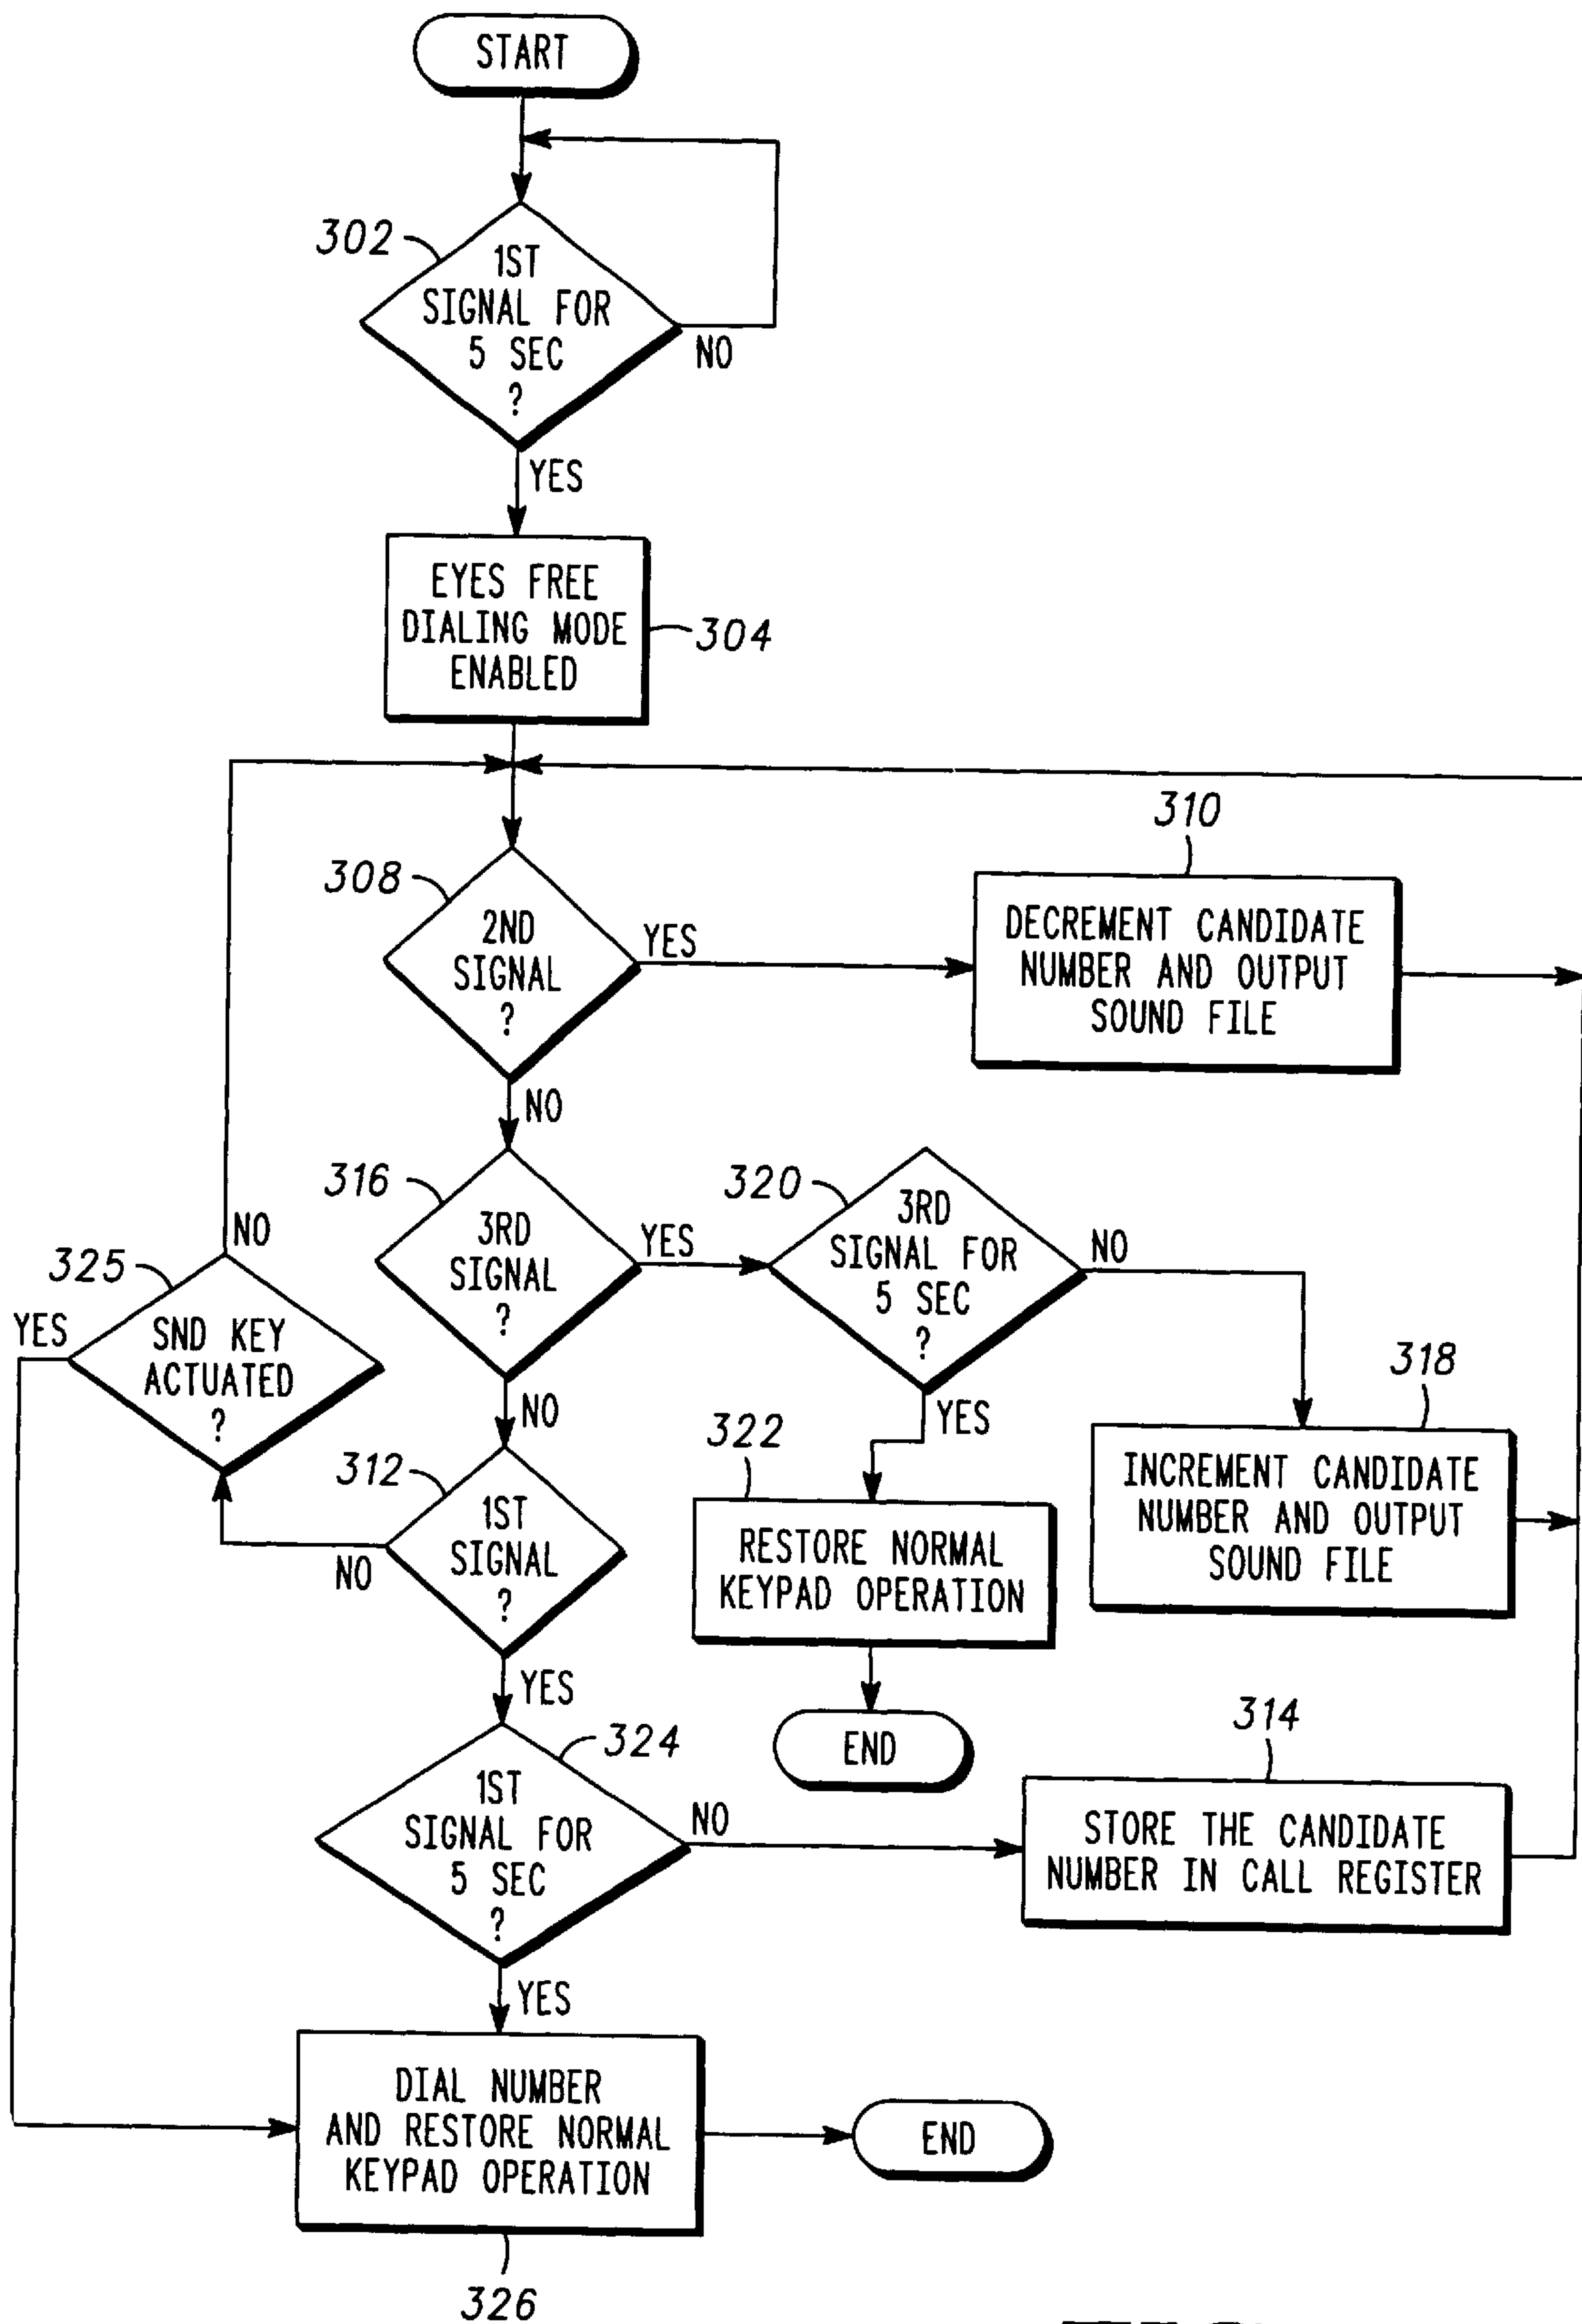 START
302
1ST
SIGNAL FOR
5 SEC
?
NO
YES
EYES FREE
DIALING MODE
ENABLED
304
308
2ND
SIGNAL
?
YES
310
DECREMENT CANDIDATE
NUMBER AND OUTPUT
SOUND FILE
NO
316
3RD
SIGNAL
?
YES
320
3RD
SIGNAL FOR
5 SEC
?
NO
318
INCREMENT CANDIDATE
NUMBER AND OUTPUT
SOUND FILE
YES
322
RESTORE NORMAL
KEYPAD OPERATION
END
NO
312
1ST
SIGNAL
?
NO
325
SND KEY
ACTUATED
?
NO
YES
YES
324
1ST
SIGNAL FOR
5 SEC
?
NO
314
STORE THE CANDIDATE
NUMBER IN CALL REGISTER
YES
DIAL NUMBER
AND RESTORE NORMAL
KEYPAD OPERATION
326
END